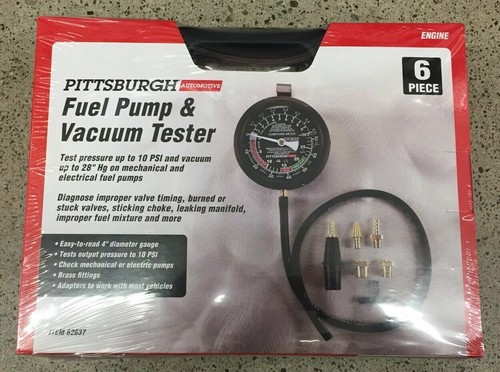 ENGINE
6
PIECE
PITTSBURGH AUTOMOTIVE
Fuel Pump &
Vacuum Tester
Test pressure up to 10 PSI and vacuum
up to 28" Hg on mechanical and
electrical fuel pumps
Diagnose improper valve timing, burned or
stuck valves, sticking choke, leaking manifold,
improper fuel mixture and more
• Easy-to-read 4" diameter gauge
• Tests output pressure to 10 PSI
• Check mechanical or electric pumps
• Brass fittings
• Adapters to work with most vehicles
ITEM 62637
PITTSBURGH